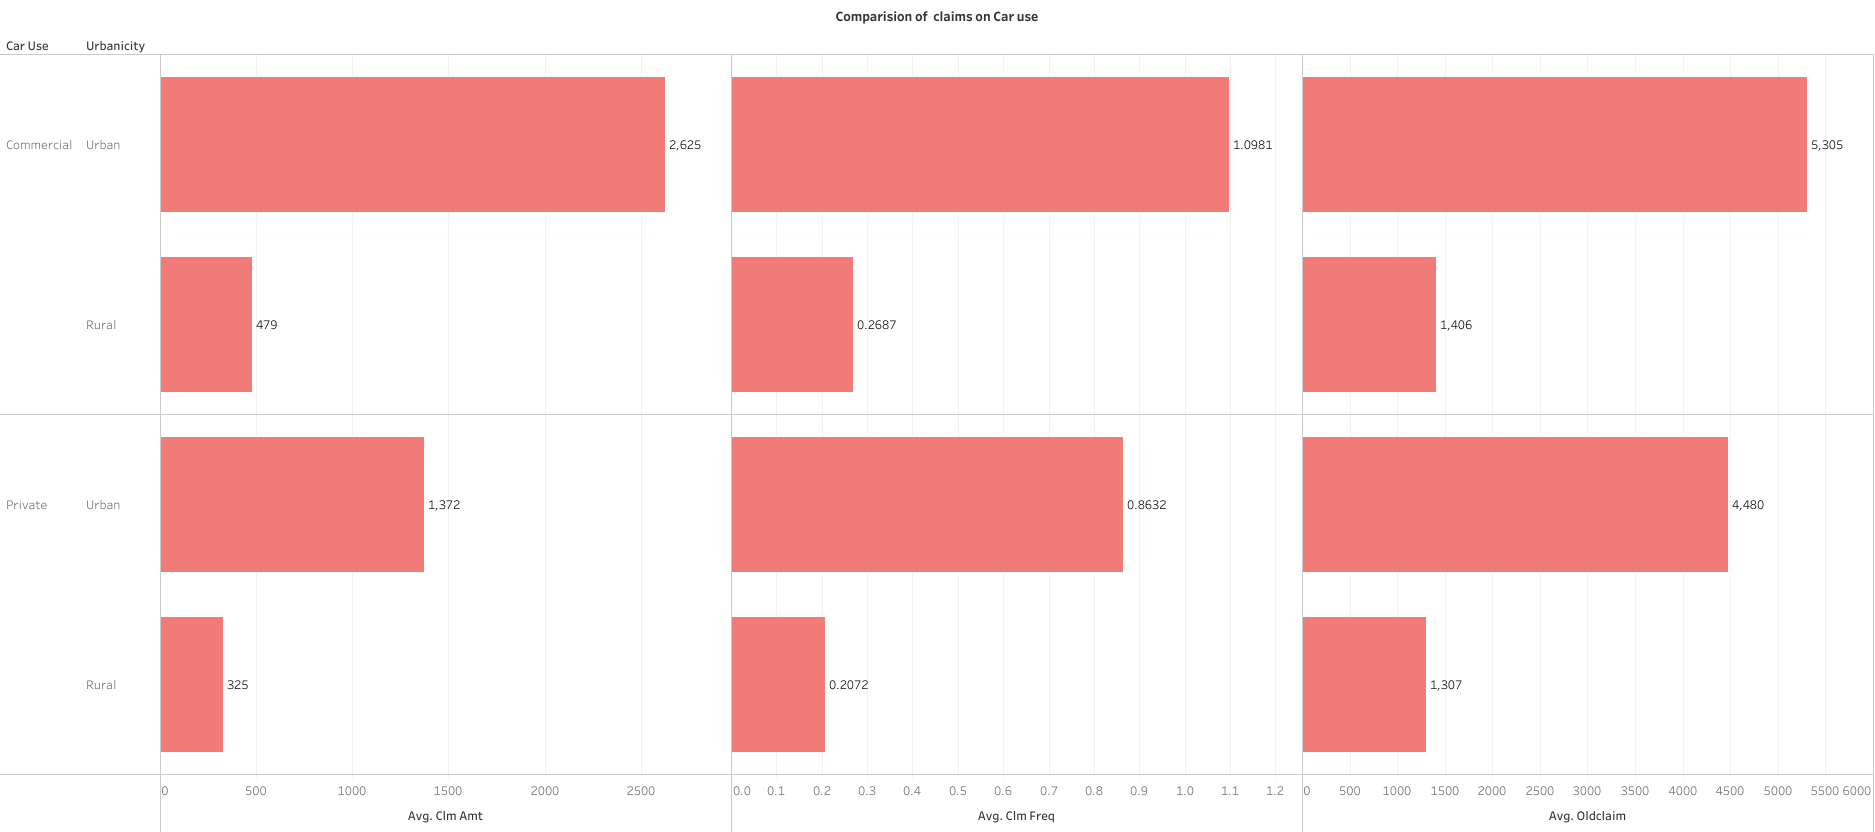 Comparision of  claims on Car use
Car Use Urbanicity
Commercial Urban 2,625 1.0981 5,305
Rural 479 0.2687 1,406
Private Urban 1,372 0.8632 4,480
Rural 325 0.2072 1,307
0 500 1000 1500 2000 2500 0.0 0.1 0.2 0.3 0.4 0.5 0.6 0.7 0.8 0.9 1.0 1.1 1.2 0 500 1000 1500 2000 2500 3000 3500 4000 4500 5000 5500 6000
Avg. Clm Amt Avg. Clm Freq Avg. Oldclaim